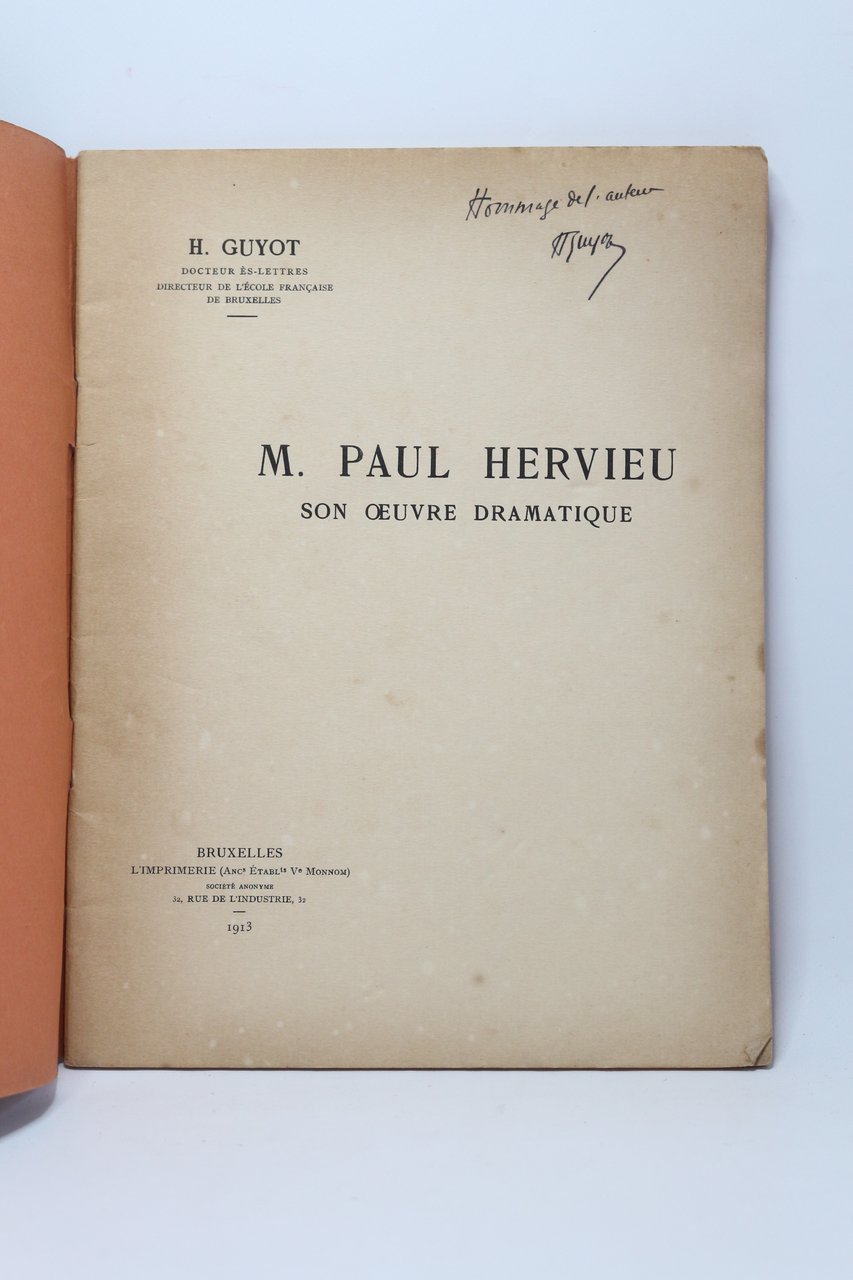 Hommage de l'auteur
HGuyot
H. GUYOT
DOCTEUR ÈS-LETTRES
DIRECTEUR DE L'ÉCOLE FRANÇAISE
DE BRUXELLES
M. PAUL HERVIEU
SON ŒUVRE DRAMATIQUE
BRUXELLES
L'IMPRIMERIE (ANCˢ ÉTABLᵗˢ Vᵉ MONNOM)
SOCIÉTÉ ANONYME
32, RUE DE L'INDUSTRIE, 32
1913